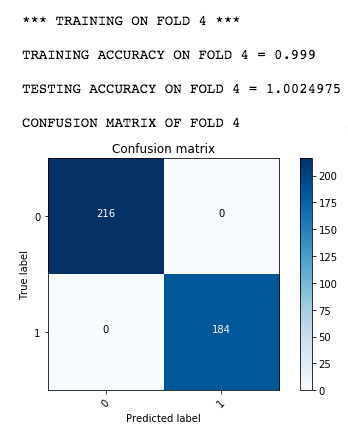 *** TRAINING ON FOLD 4 ***
TRAINING ACCURACY ON FOLD 4 = 0.999
TESTING ACCURACY ON FOLD 4 = 1.0024975
CONFUSION MATRIX OF FOLD 4
Confusion matrix
True label
0
216
0
1
0
184
0
1
Predicted label
200
175
150
125
100
75
50
25
0